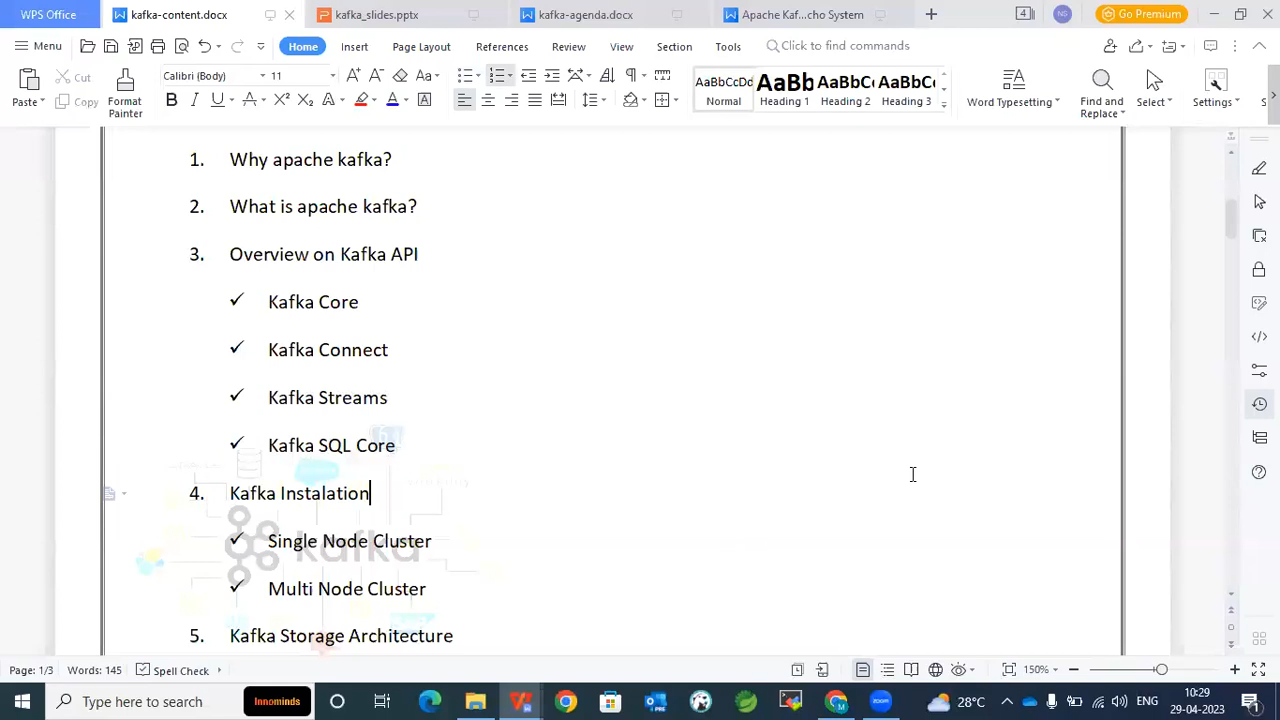 WPS Office
kafka-content.docx
kafka_slides.pptx
kafka-agenda.docx
Apache Kaf...cho System
4
NS
Go Premium
Menu
Home
Insert
Page Layout
References
Review
View
Section
Tools
Click to find commands
Paste
Cut
Copy
Format
Painter
Calibri (Body)
11
AaBbCcDd
Normal
AaBb
Heading 1
AaBbC
Heading 2
AaBbC
Heading 3
Word Typesetting
Find and
Replace
Select
Settings
1. Why apache kafka?
2. What is apache kafka?
3. Overview on Kafka API
✓ Kafka Core
✓ Kafka Connect
✓ Kafka Streams
✓ Kafka SQL Core
4. Kafka Instalation
✓ Single Node Cluster
✓ Multi Node Cluster
kafka
5. Kafka Storage Architecture
Page: 1/3
Words: 145
Spell Check
150%
Type here to search
Innominds
28°C
ENG
10:29
29-04-2023
1